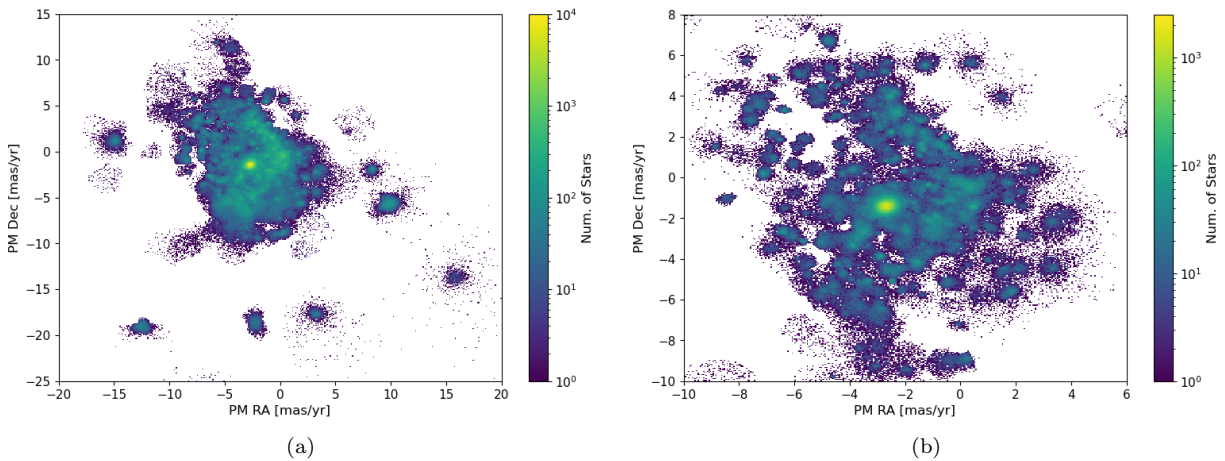 15
10
5
0
−5
−10
−15
−20
−25
−20 −15 −10 −5 0 5 10 15 20
PM RA [mas/yr]
PM Dec [mas/yr]
10⁴
10³
10²
10¹
10⁰
Num. of Stars
(a)
8
6
4
2
0
−2
−4
−6
−8
−10
−10 −8 −6 −4 −2 0 2 4 6
PM RA [mas/yr]
PM Dec [mas/yr]
10³
10²
10¹
10⁰
Num. of Stars
(b)